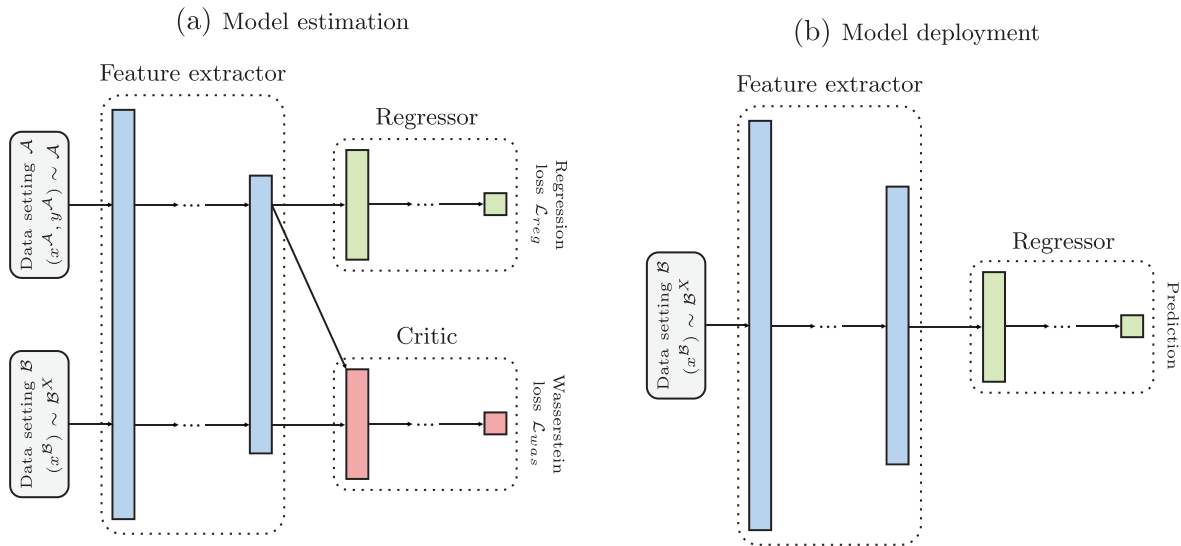 (a) Model estimation
Feature extractor
Data setting 𝒜
(x^𝒜, y^𝒜) ∼ 𝒜
...
Regressor
...
Regression
loss ℒ_reg
Data setting ℬ
(x^ℬ) ∼ ℬ^X
...
Critic
...
Wasserstein
loss ℒ_was
(b) Model deployment
Feature extractor
Data setting ℬ
(x^ℬ) ∼ ℬ^X
...
Regressor
...
Prediction